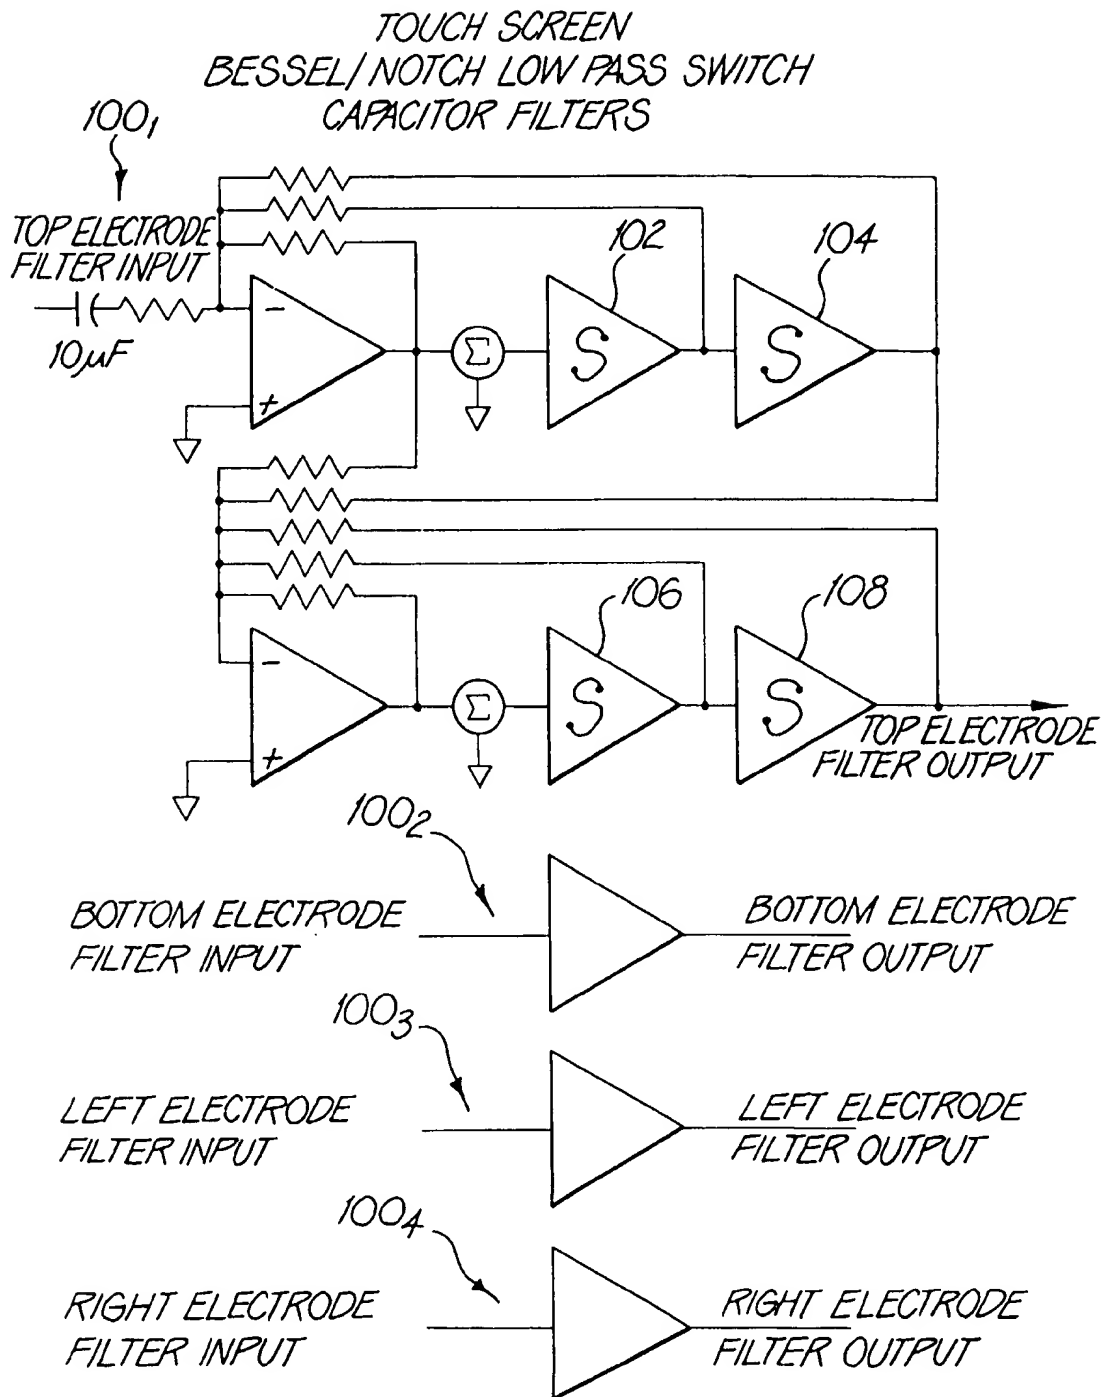 TOUCH SCREEN
BESSEL/NOTCH LOW PASS SWITCH
CAPACITOR FILTERS
100₁
TOP ELECTRODE
FILTER INPUT
10µF
102
104
−
+
Σ
S
S
106
108
−
+
Σ
S
S
TOP ELECTRODE
FILTER OUTPUT
100₂
BOTTOM ELECTRODE
FILTER INPUT
BOTTOM ELECTRODE
FILTER OUTPUT
100₃
LEFT ELECTRODE
FILTER INPUT
LEFT ELECTRODE
FILTER OUTPUT
100₄
RIGHT ELECTRODE
FILTER INPUT
RIGHT ELECTRODE
FILTER OUTPUT